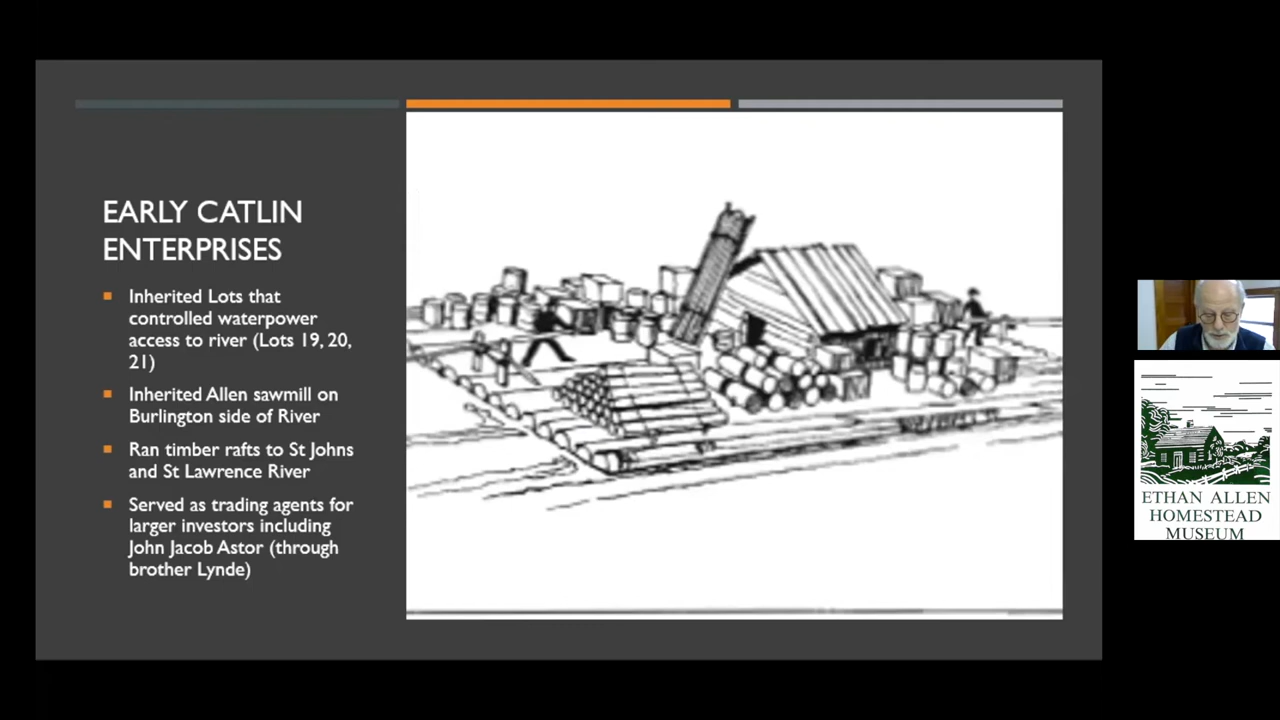 EARLY CATLIN
ENTERPRISES
Inherited Lots that
controlled waterpower
access to river (Lots 19, 20,
21)
Inherited Allen sawmill on
Burlington side of River
Ran timber rafts to St Johns
and St Lawrence River
Served as trading agents for
larger investors including
John Jacob Astor (through
brother Lynde)
ETHAN ALLEN
HOMESTEAD
MUSEUM